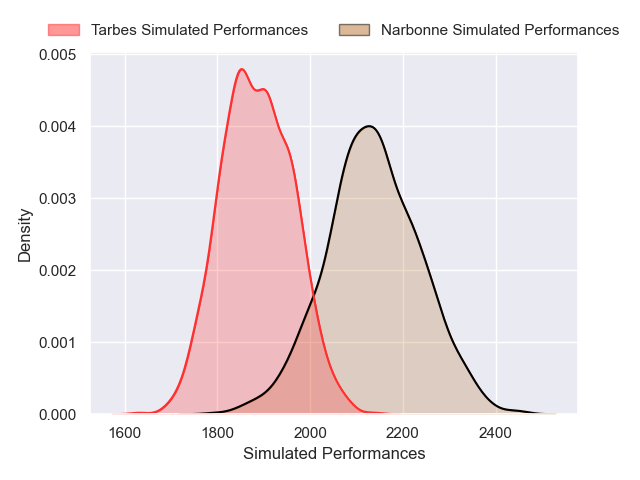 Tarbes Simulated Performances
Narbonne Simulated Performances
0.005
0.004
0.003
0.002
0.001
0.000
Density
1600
1800
2000
2200
2400
Simulated Performances